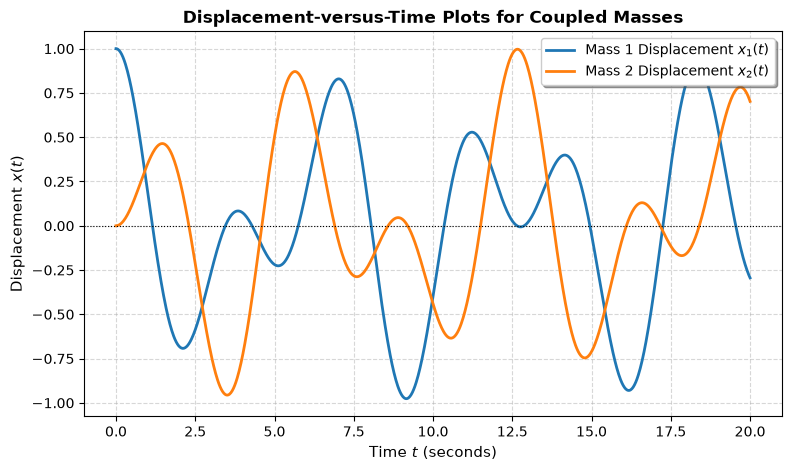 Displacement-versus-Time Plots for Coupled Masses
Mass 1 Displacement x₁(t)
Mass 2 Displacement x₂(t)
Displacement x(t)
1.00
0.75
0.50
0.25
0.00
−0.25
−0.50
−0.75
−1.00
0.0 2.5 5.0 7.5 10.0 12.5 15.0 17.5 20.0
Time t (seconds)